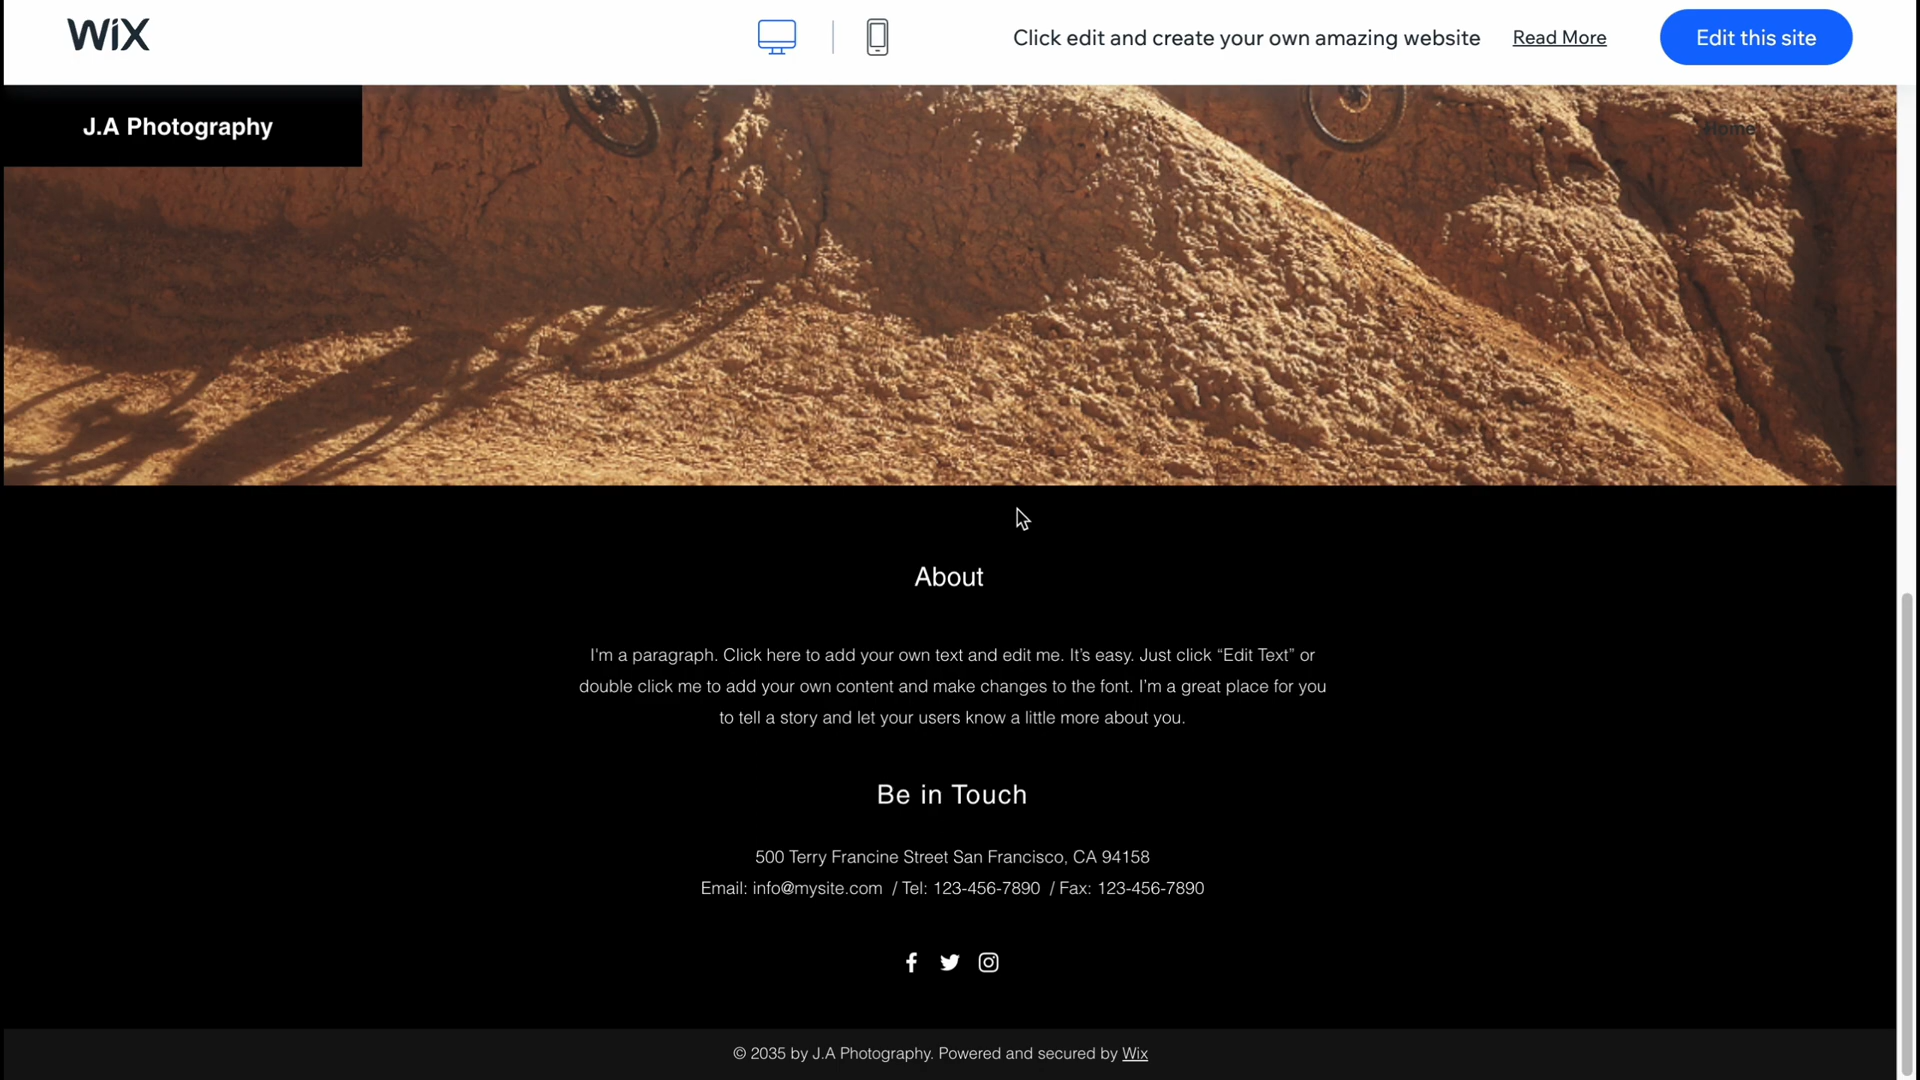 WiX
Click edit and create your own amazing website
Read More
Edit this site
J.A Photography
Home
About
I'm a paragraph. Click here to add your own text and edit me. It’s easy. Just click “Edit Text” or
double click me to add your own content and make changes to the font. I’m a great place for you
to tell a story and let your users know a little more about you.
Be in Touch
500 Terry Francine Street San Francisco, CA 94158
Email: info@mysite.com / Tel: 123-456-7890 / Fax: 123-456-7890
© 2035 by J.A Photography. Powered and secured by Wix